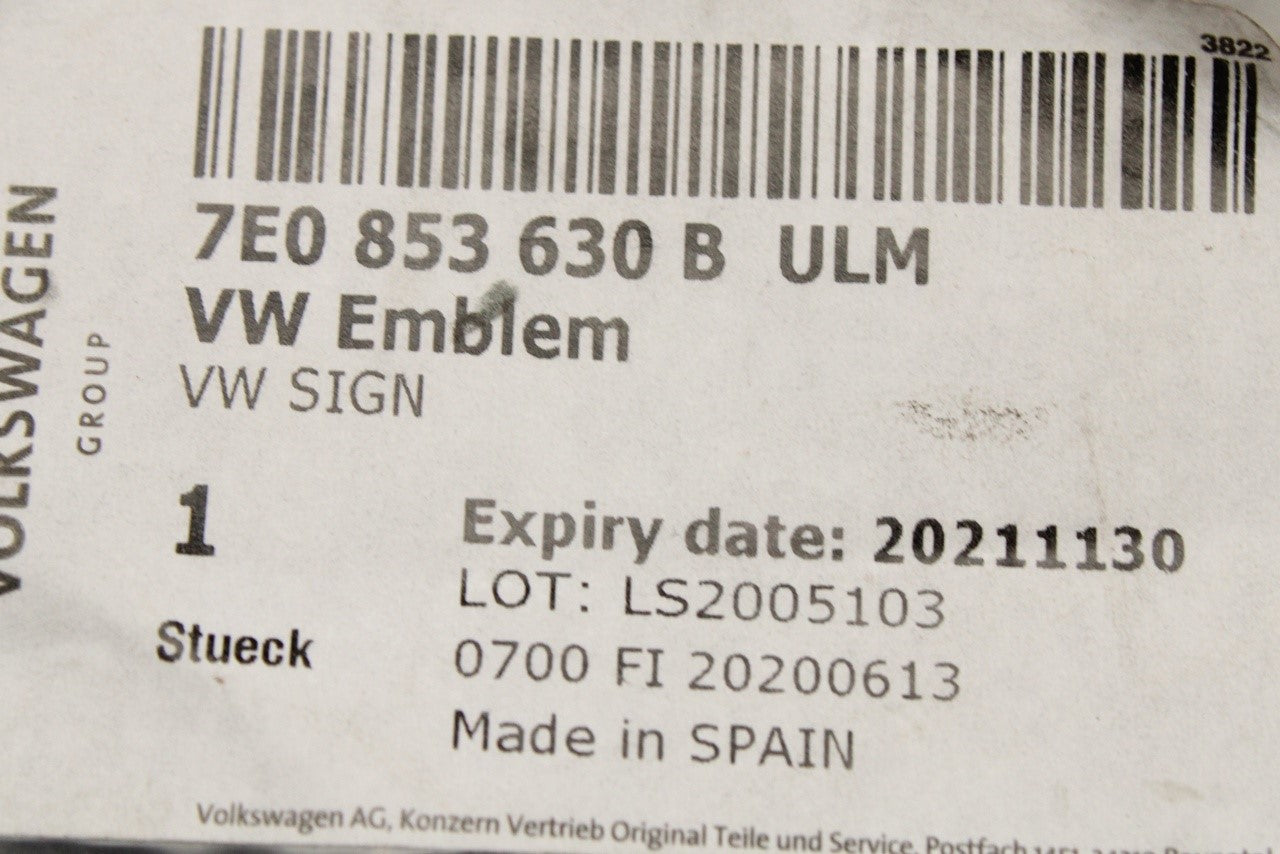 3822
7E0 853 630 B ULM
VW Emblem
VW SIGN
VOLKSWAGEN
GROUP
1
Stueck
Expiry date: 20211130
LOT: LS2005103
0700 FI 20200613
Made in SPAIN
Volkswagen AG, Konzern Vertrieb Original Teile und Service, Postfach